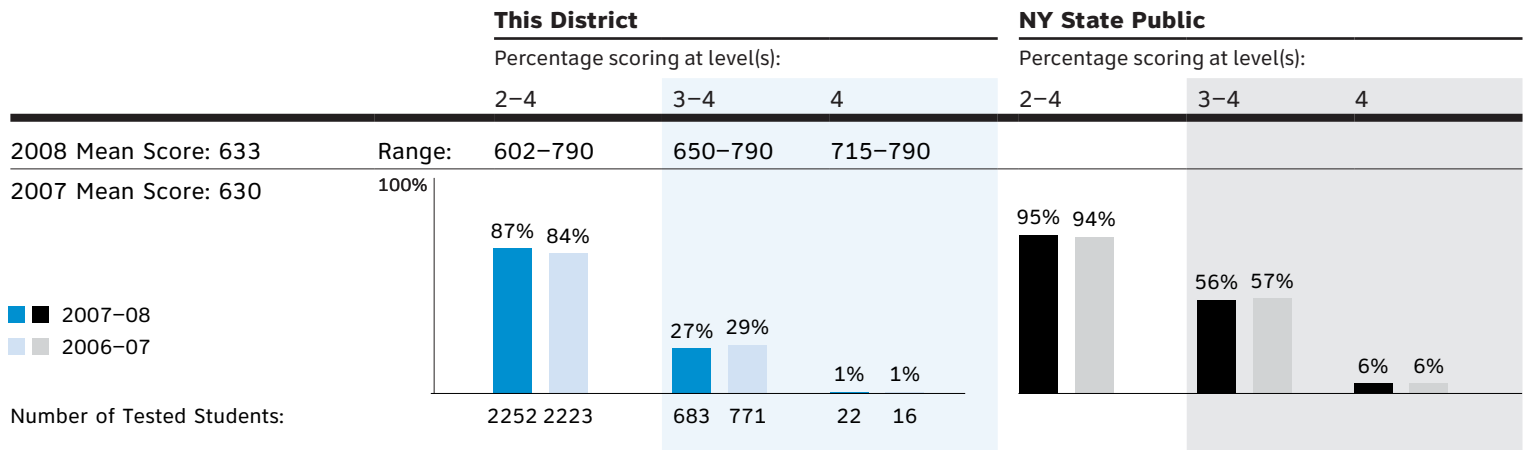 This District NY State Public
Percentage scoring at level(s): Percentage scoring at level(s):
2–4 3–4 4 2–4 3–4 4
2008 Mean Score: 633 Range: 602–790 650–790 715–790
2007 Mean Score: 630 100%
87% 84% 27% 29% 1% 1% 95% 94% 56% 57% 6% 6%
2007–08
2006–07
Number of Tested Students: 2252 2223 683 771 22 16